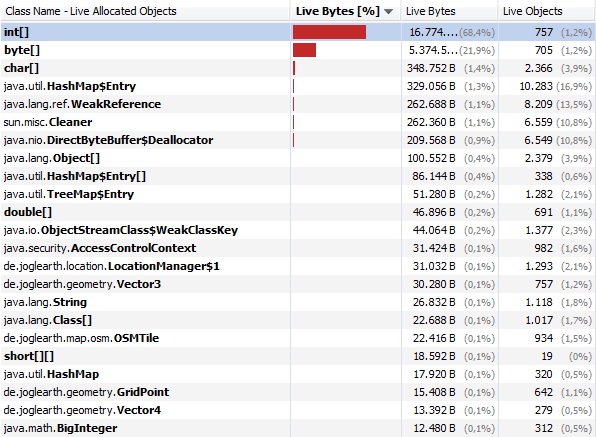 Class Name - Live Allocated Objects Live Bytes [%] Live Bytes Live Objects
int[] 16.774.... (68,4%) 757 (1,2%)
byte[] 5.374.5... (21,9%) 705 (1,2%)
char[] 348.752 B (1,4%) 2.366 (3,9%)
java.util.HashMap$Entry 329.056 B (1,3%) 10.283 (16,9%)
java.lang.ref.WeakReference 262.688 B (1,1%) 8.209 (13,5%)
sun.misc.Cleaner 262.360 B (1,1%) 6.559 (10,8%)
java.nio.DirectByteBuffer$Deallocator 209.568 B (0,9%) 6.549 (10,8%)
java.lang.Object[] 100.552 B (0,4%) 2.379 (3,9%)
java.util.HashMap$Entry[] 86.144 B (0,4%) 338 (0,6%)
java.util.TreeMap$Entry 51.280 B (0,2%) 1.282 (2,1%)
double[] 46.896 B (0,2%) 691 (1,1%)
java.io.ObjectStreamClass$WeakClassKey 44.064 B (0,2%) 1.377 (2,3%)
java.security.AccessControlContext 31.424 B (0,1%) 982 (1,6%)
de.joglearth.location.LocationManager$1 31.032 B (0,1%) 1.293 (2,1%)
de.joglearth.geometry.Vector3 30.280 B (0,1%) 757 (1,2%)
java.lang.String 26.832 B (0,1%) 1.118 (1,8%)
java.lang.Class[] 22.688 B (0,1%) 1.017 (1,7%)
de.joglearth.map.osm.OSMTile 22.416 B (0,1%) 934 (1,5%)
short[][] 18.592 B (0,1%) 19 (0%)
java.util.HashMap 17.920 B (0,1%) 320 (0,5%)
de.joglearth.geometry.GridPoint 15.408 B (0,1%) 642 (1,1%)
de.joglearth.geometry.Vector4 13.392 B (0,1%) 279 (0,5%)
java.math.BigInteger 12.480 B (0,1%) 312 (0,5%)